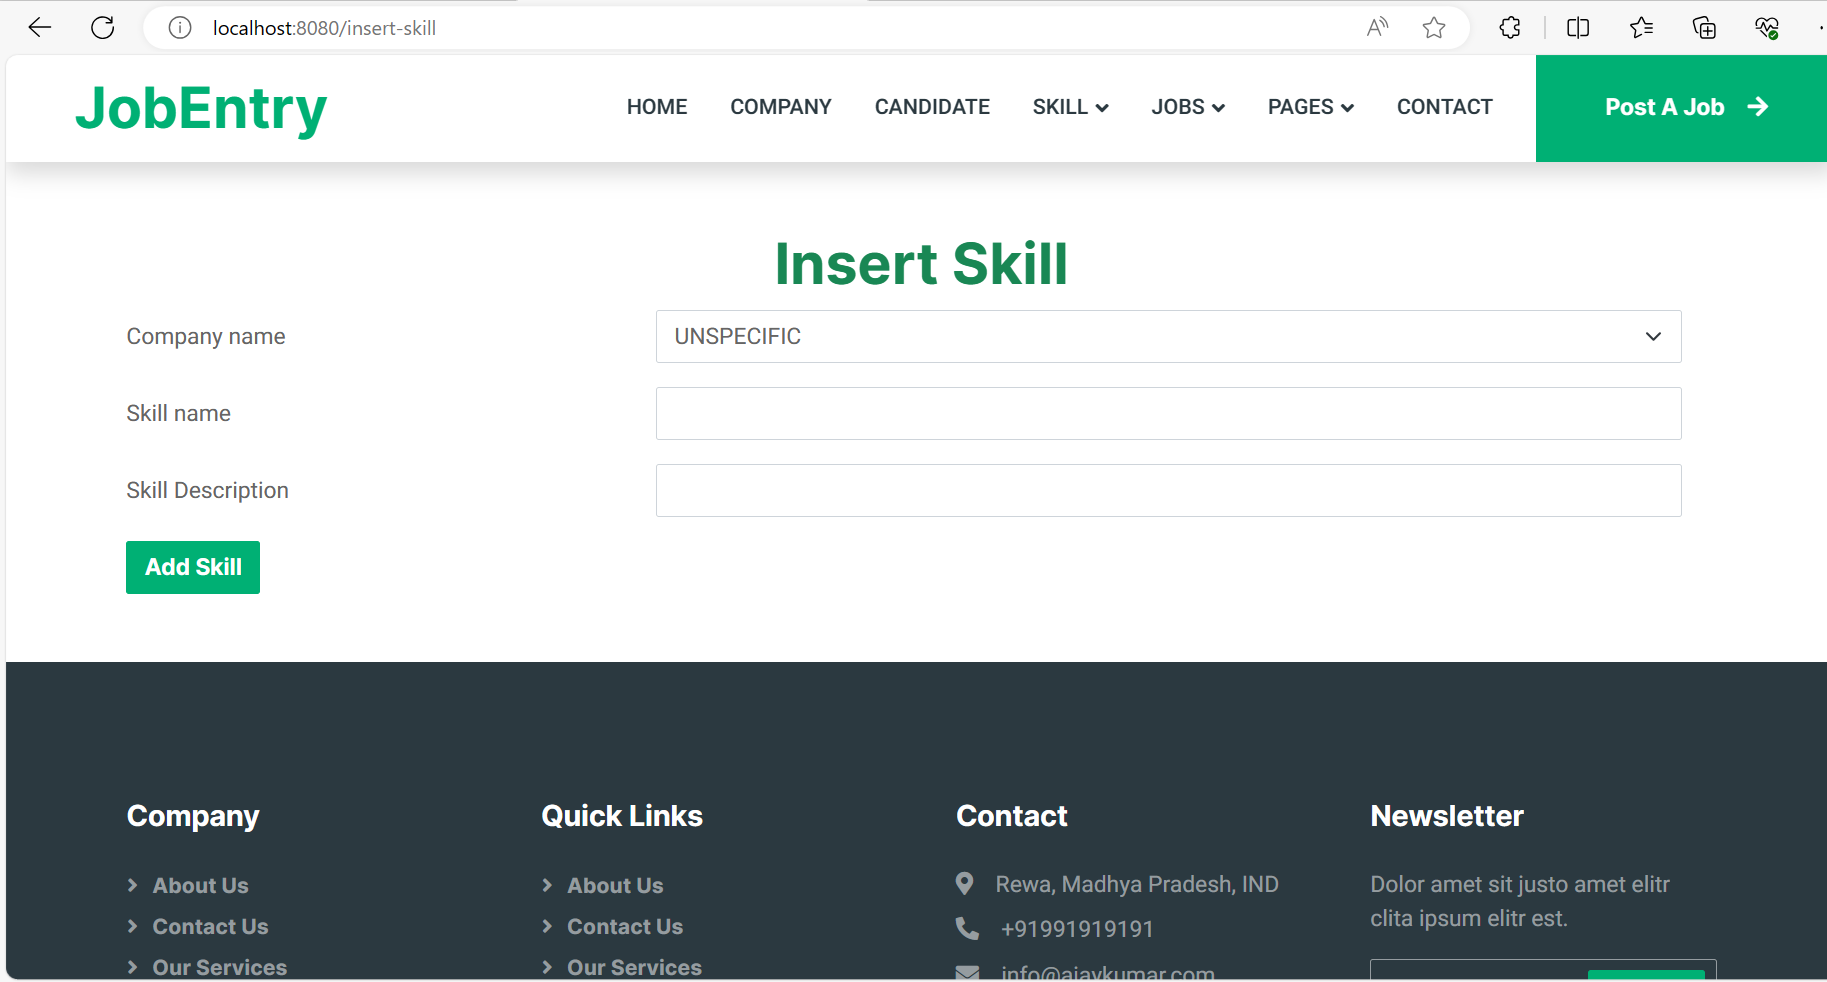 localhost:8080/insert-skill
JobEntry
HOME COMPANY CANDIDATE SKILL JOBS PAGES CONTACT Post A Job
Insert Skill
Company name UNSPECIFIC
Skill name
Skill Description
Add Skill
Company Quick Links Contact Newsletter
About Us About Us Rewa, Madhya Pradesh, IND Dolor amet sit justo amet elitr
clita ipsum elitr est.
Contact Us Contact Us +91991919191
Our Services Our Services info@ajaykumar.com